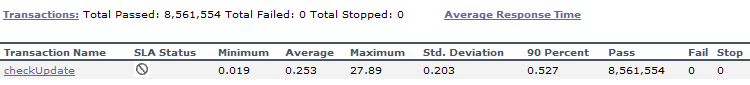 Transactions: Total Passed: 8,561,554 Total Failed: 0 Total Stopped: 0 Average Response Time
Transaction Name SLA Status Minimum Average Maximum Std. Deviation 90 Percent Pass Fail Stop
checkUpdate 0.019 0.253 27.89 0.203 0.527 8,561,554 0 0